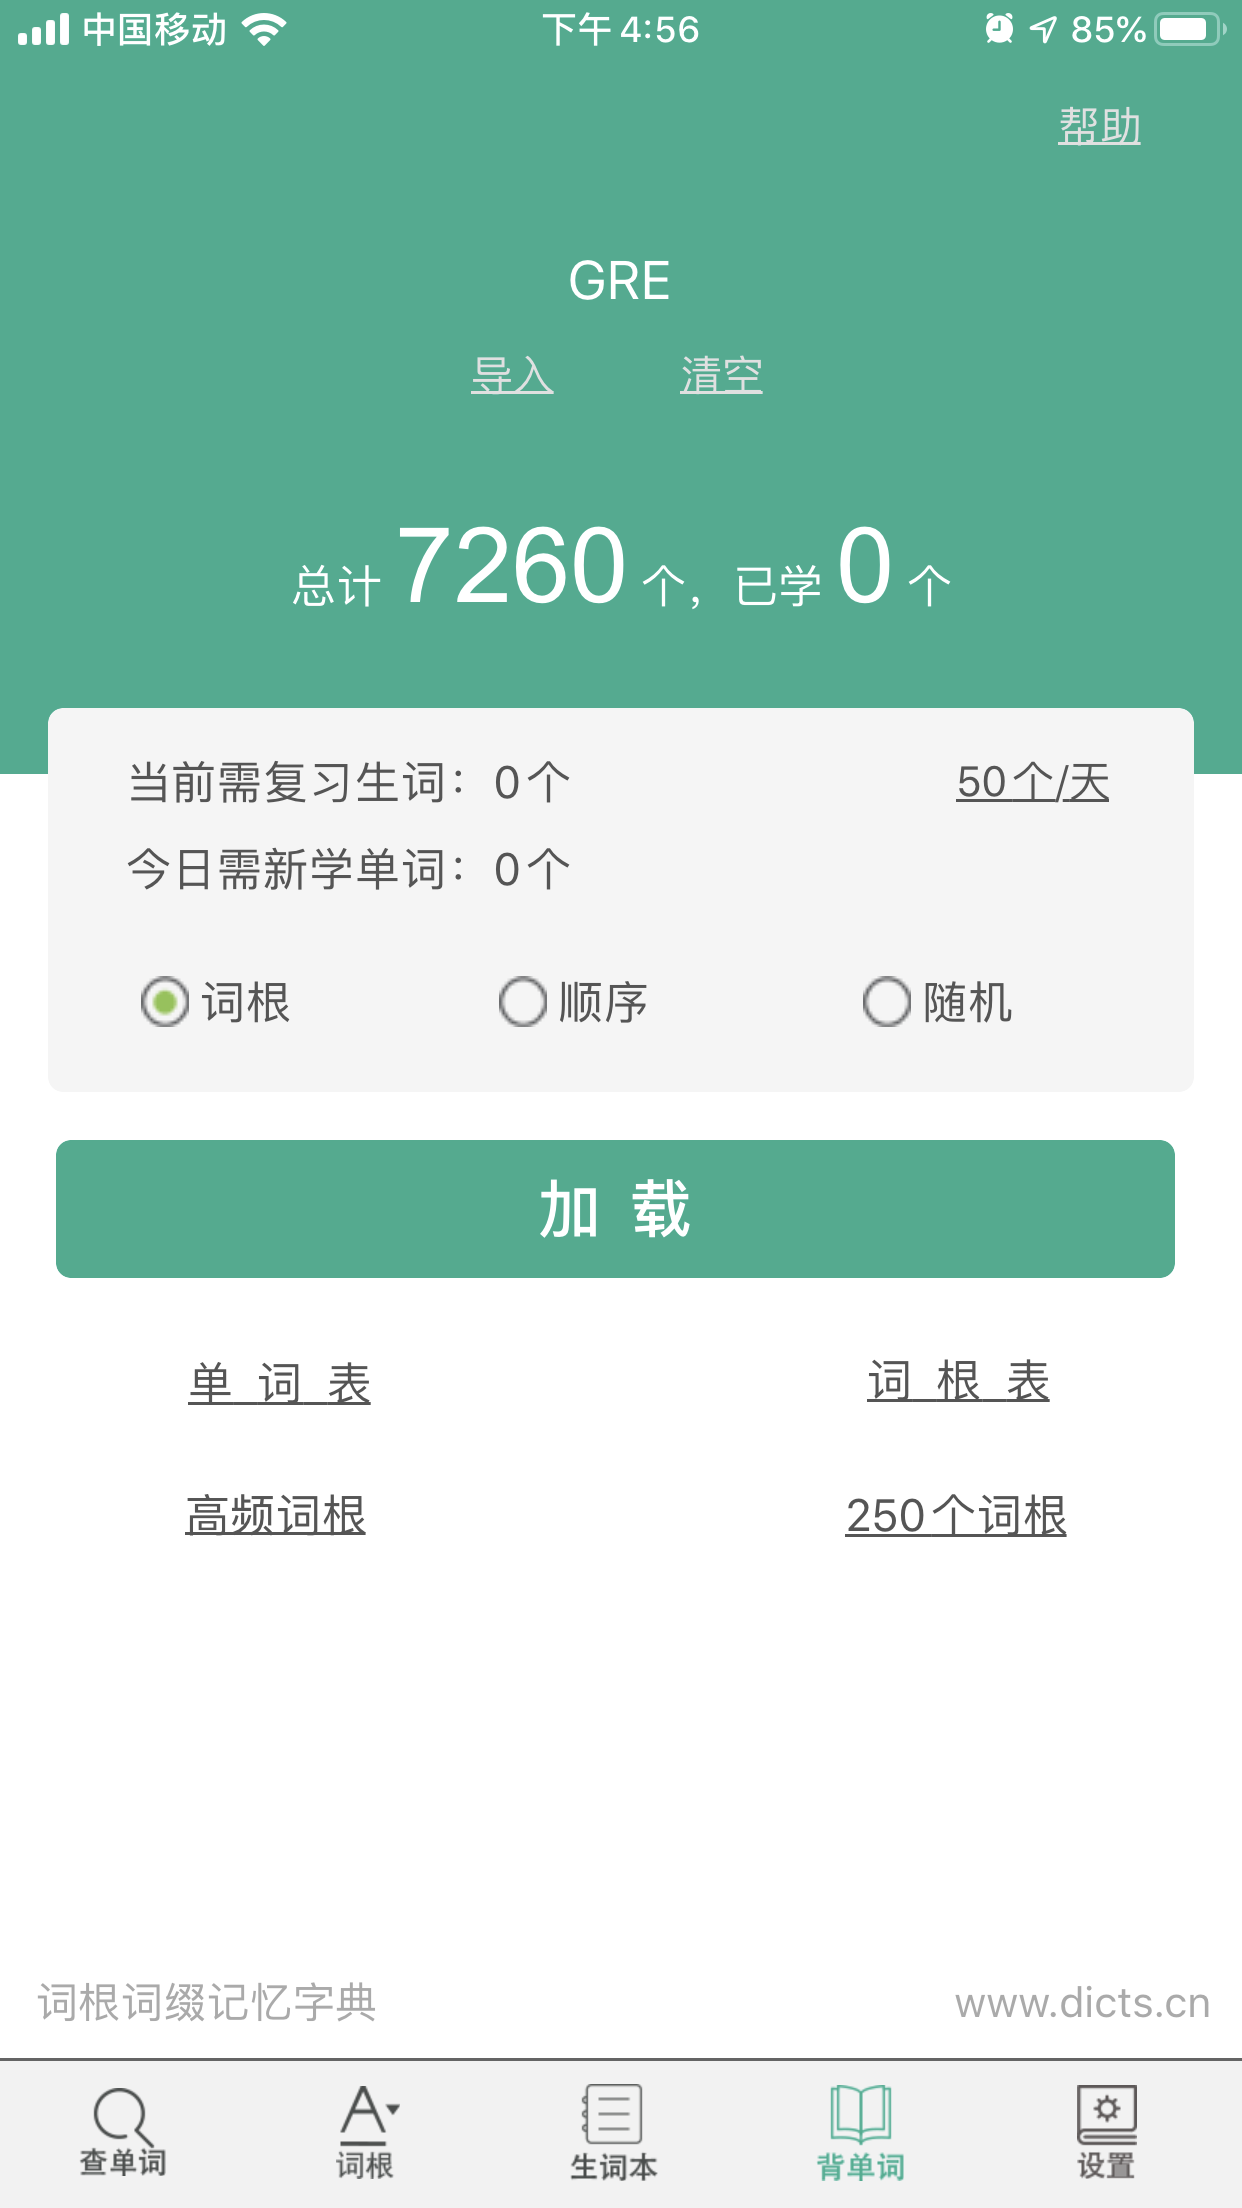 中国移动 下午4:56 85%
帮助
GRE
导入 清空
总计 7260 个，已学 0 个
当前需复习生词：0个 50个/天
今日需新学单词：0个
词根 顺序 随机
加 载
单 词 表 词 根 表
高频词根 250个词根
词根词缀记忆字典 www.dicts.cn
查单词 词根 生词本 背单词 设置